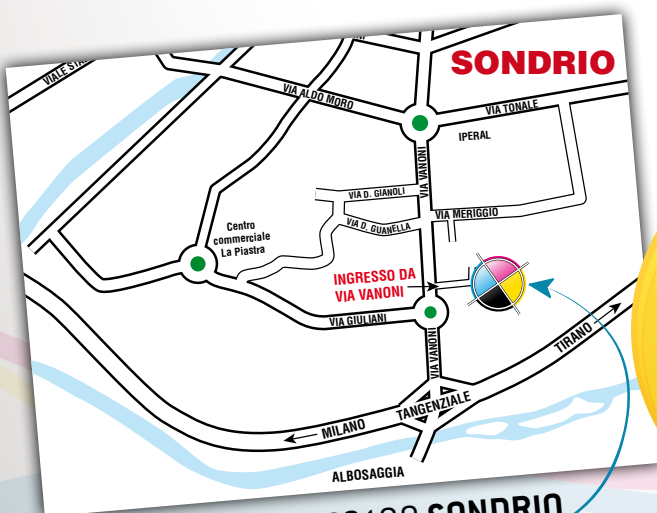 SONDRIO
VIA ALDO MORO
VIA TONALE
IPERAL
VIA VANONI
VIA D. GIANOLI
VIA D. GUANELLA
VIA MERIGGIO
Centro
commerciale
La Piastra
INGRESSO DA
VIA VANONI
VIA GIULIANI
VIA VANONI
TIRANO
TANGENZIALE
MILANO
ALBOSAGGIA
SONDRIO